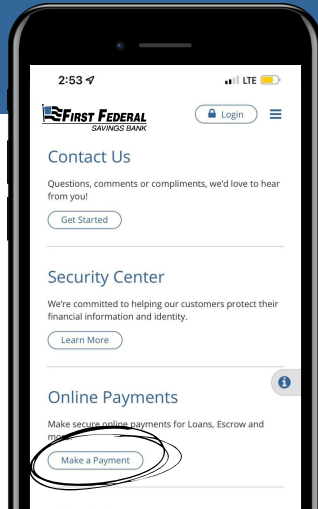 2:53 LTE
FIRST FEDERAL Login
SAVINGS BANK
Contact Us
Questions, comments or compliments, we'd love to hear
from you!
Get Started
Security Center
We're committed to helping our customers protect their
financial information and identity.
Learn More
Online Payments
Make secure online payments for Loans, Escrow and
more.
Make a Payment